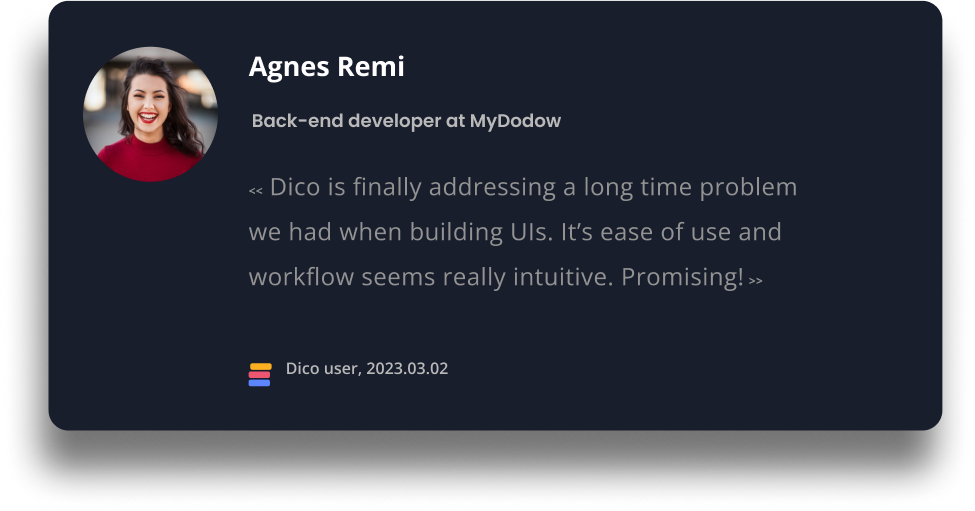 Agnes Remi
Back-end developer at MyDodow
<< Dico is finally addressing a long time problem
we had when building UIs. It’s ease of use and
workflow seems really intuitive. Promising! >>
Dico user, 2023.03.02